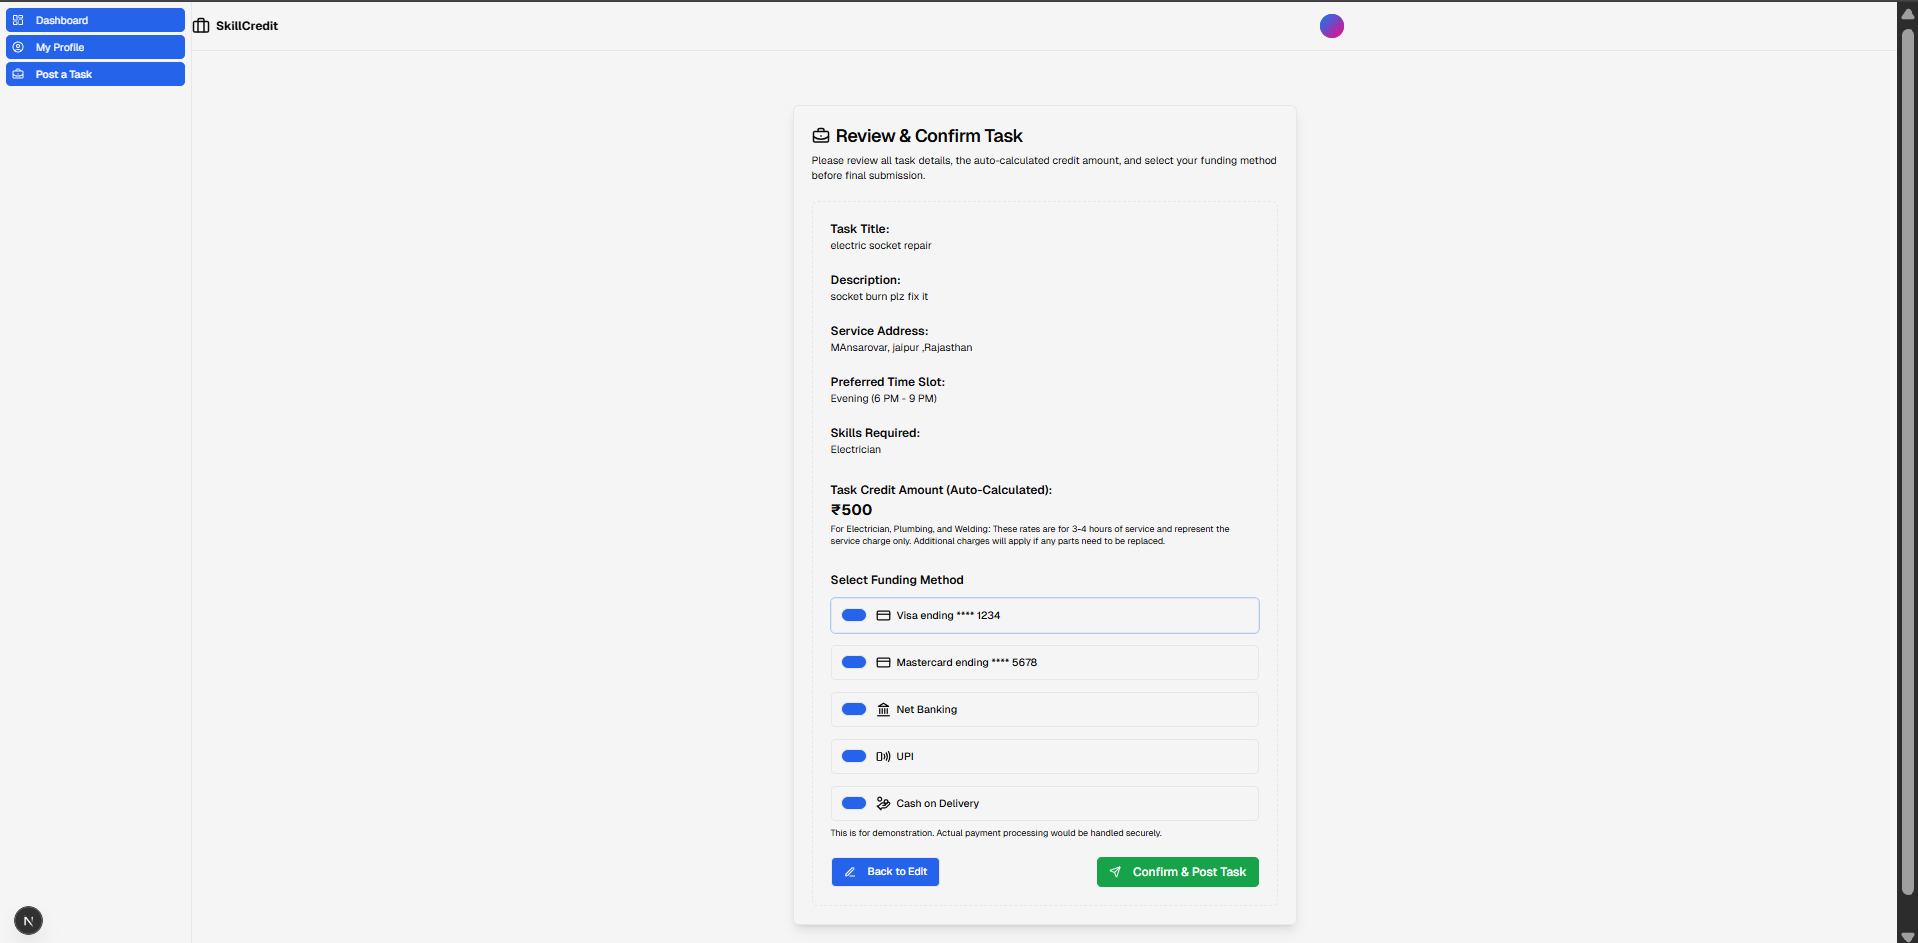 Dashboard
My Profile
Post a Task
SkillCredit
Review & Confirm Task
Please review all task details, the auto-calculated credit amount, and select your funding method
before final submission.
Task Title:
electric socket repair
Description:
socket burn plz fix it
Service Address:
MAnsarovar, jaipur ,Rajasthan
Preferred Time Slot:
Evening (6 PM - 9 PM)
Skills Required:
Electrician
Task Credit Amount (Auto-Calculated):
₹500
For Electrician, Plumbing, and Welding: These rates are for 3-4 hours of service and represent the
service charge only. Additional charges will apply if any parts need to be replaced.
Select Funding Method
Visa ending **** 1234
Mastercard ending **** 5678
Net Banking
UPI
Cash on Delivery
This is for demonstration. Actual payment processing would be handled securely.
Back to Edit
Confirm & Post Task
N